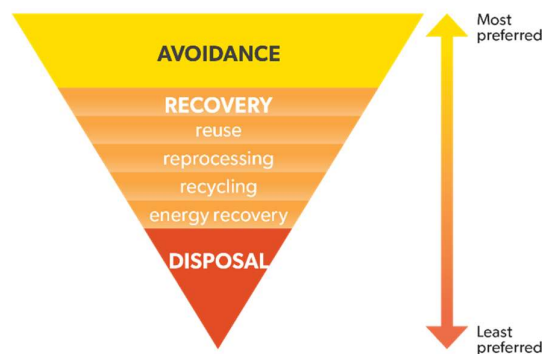 AVOIDANCE
RECOVERY
reuse
reprocessing
recycling
energy recovery
DISPOSAL
Most
preferred
Least
preferred